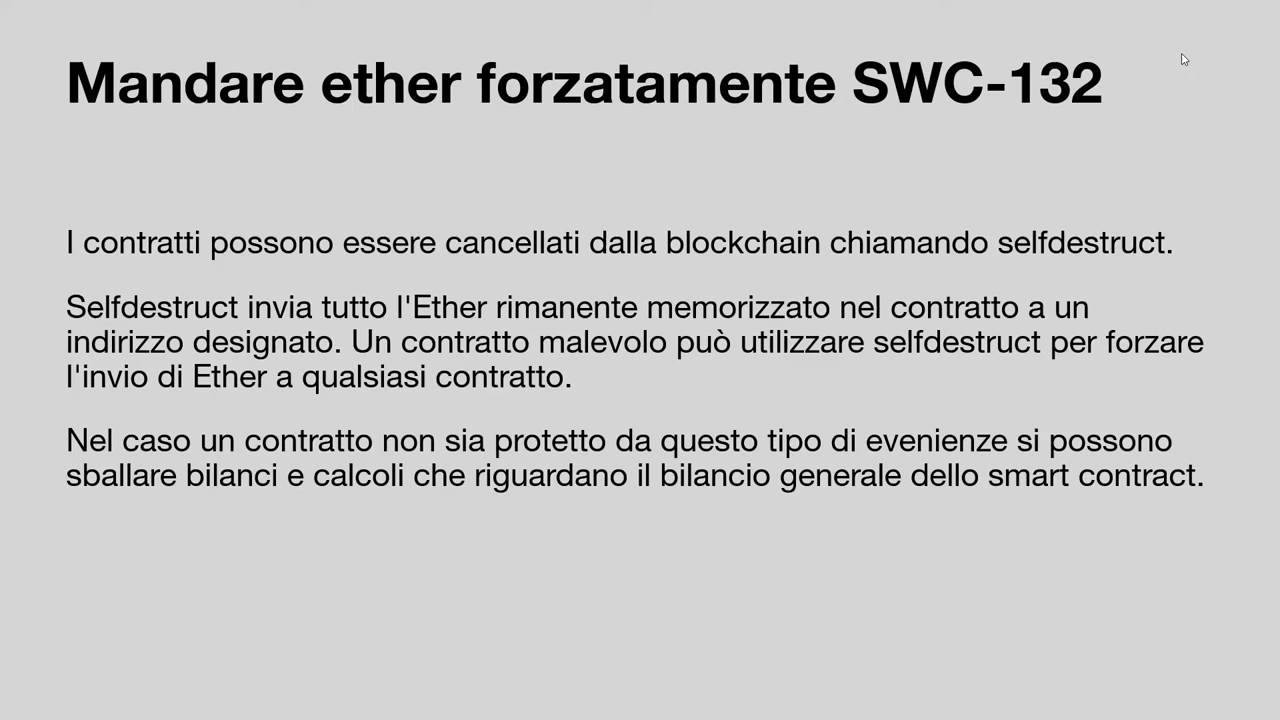 Mandare ether forzatamente SWC-132
I contratti possono essere cancellati dalla blockchain chiamando selfdestruct.
Selfdestruct invia tutto l'Ether rimanente memorizzato nel contratto a un
indirizzo designato. Un contratto malevolo può utilizzare selfdestruct per forzare
l'invio di Ether a qualsiasi contratto.
Nel caso un contratto non sia protetto da questo tipo di evenienze si possono
sballare bilanci e calcoli che riguardano il bilancio generale dello smart contract.